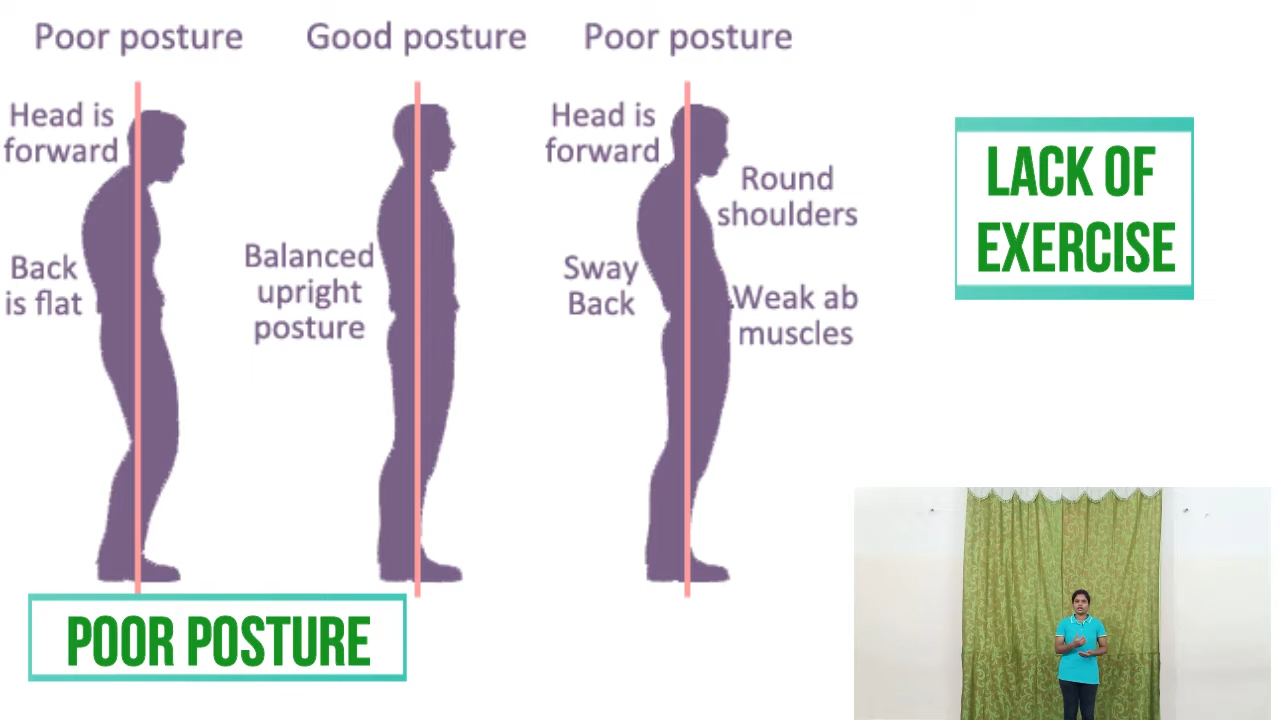 Poor posture
Good posture
Poor posture
Head is
forward
Back
is flat
Balanced
upright
posture
Head is
forward
Round
shoulders
Sway
Back
Weak ab
muscles
LACK OF
EXERCISE
POOR POSTURE